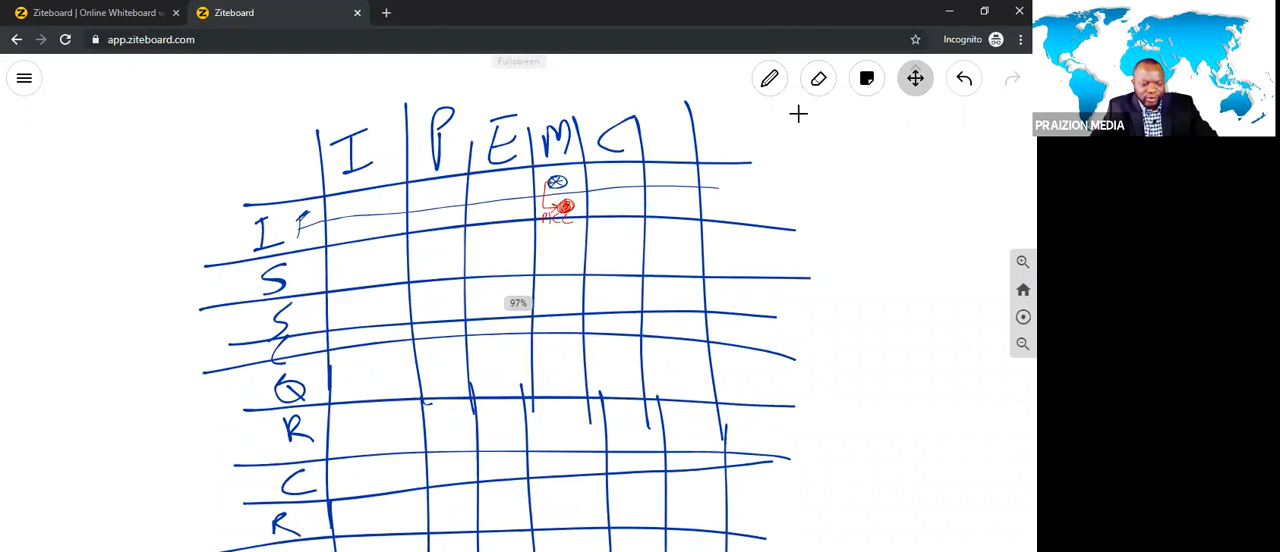 Ziteboard | Online Whiteboard w
Ziteboard
app.ziteboard.com
Incognito
Fullscreen
PRAIZION MEDIA
I P E M C
I F
S
S
C
97%
Q
R
C
R